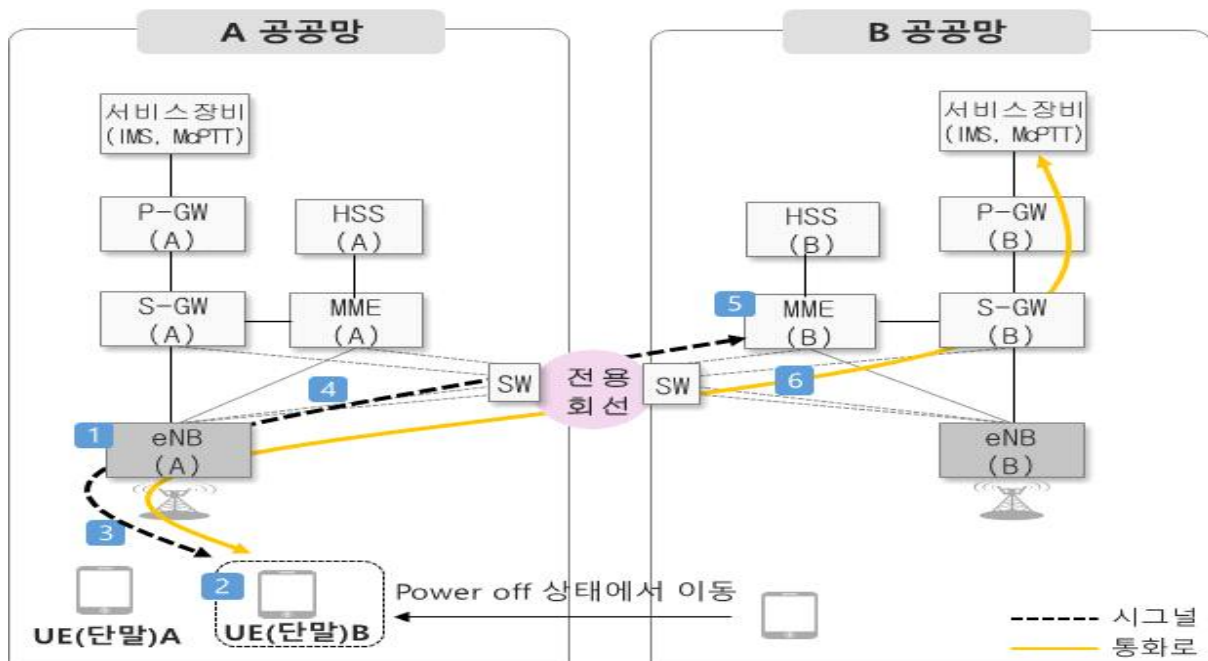 A 공공망
B 공공망
서비스장비
(IMS, McPTT)
P-GW
(A)
HSS
(A)
S-GW
(A)
MME
(A)
SW
전용
회선
SW
서비스장비
(IMS, McPTT)
HSS
(B)
P-GW
(B)
5
MME
(B)
S-GW
(B)
4
6
1
eNB
(A)
eNB
(B)
3
2
UE(단말)A
UE(단말)B
Power off 상태에서 이동
시그널
통화로